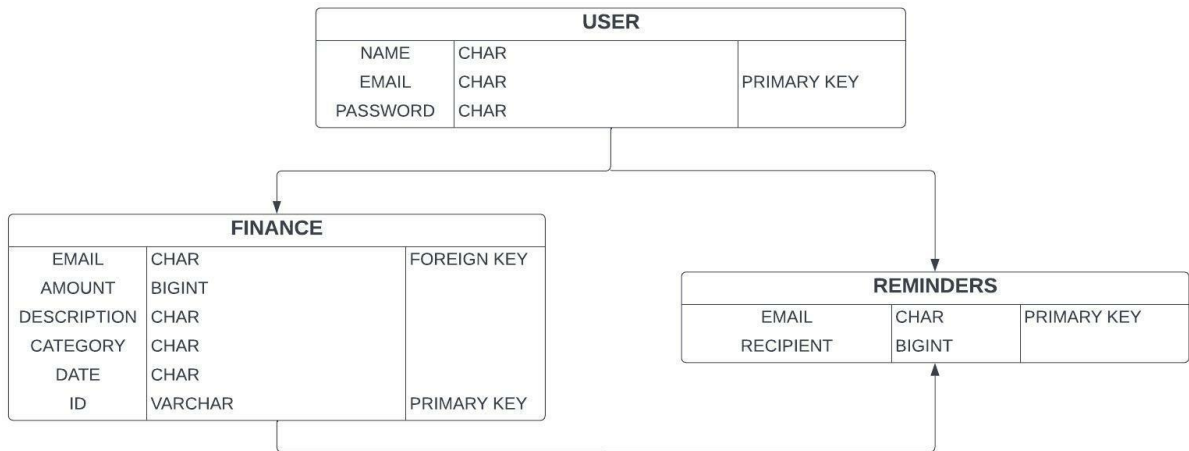 USER
NAME CHAR
EMAIL CHAR PRIMARY KEY
PASSWORD CHAR
FINANCE
EMAIL CHAR FOREIGN KEY
AMOUNT BIGINT
DESCRIPTION CHAR
CATEGORY CHAR
DATE CHAR
ID VARCHAR PRIMARY KEY
REMINDERS
EMAIL CHAR PRIMARY KEY
RECIPIENT BIGINT